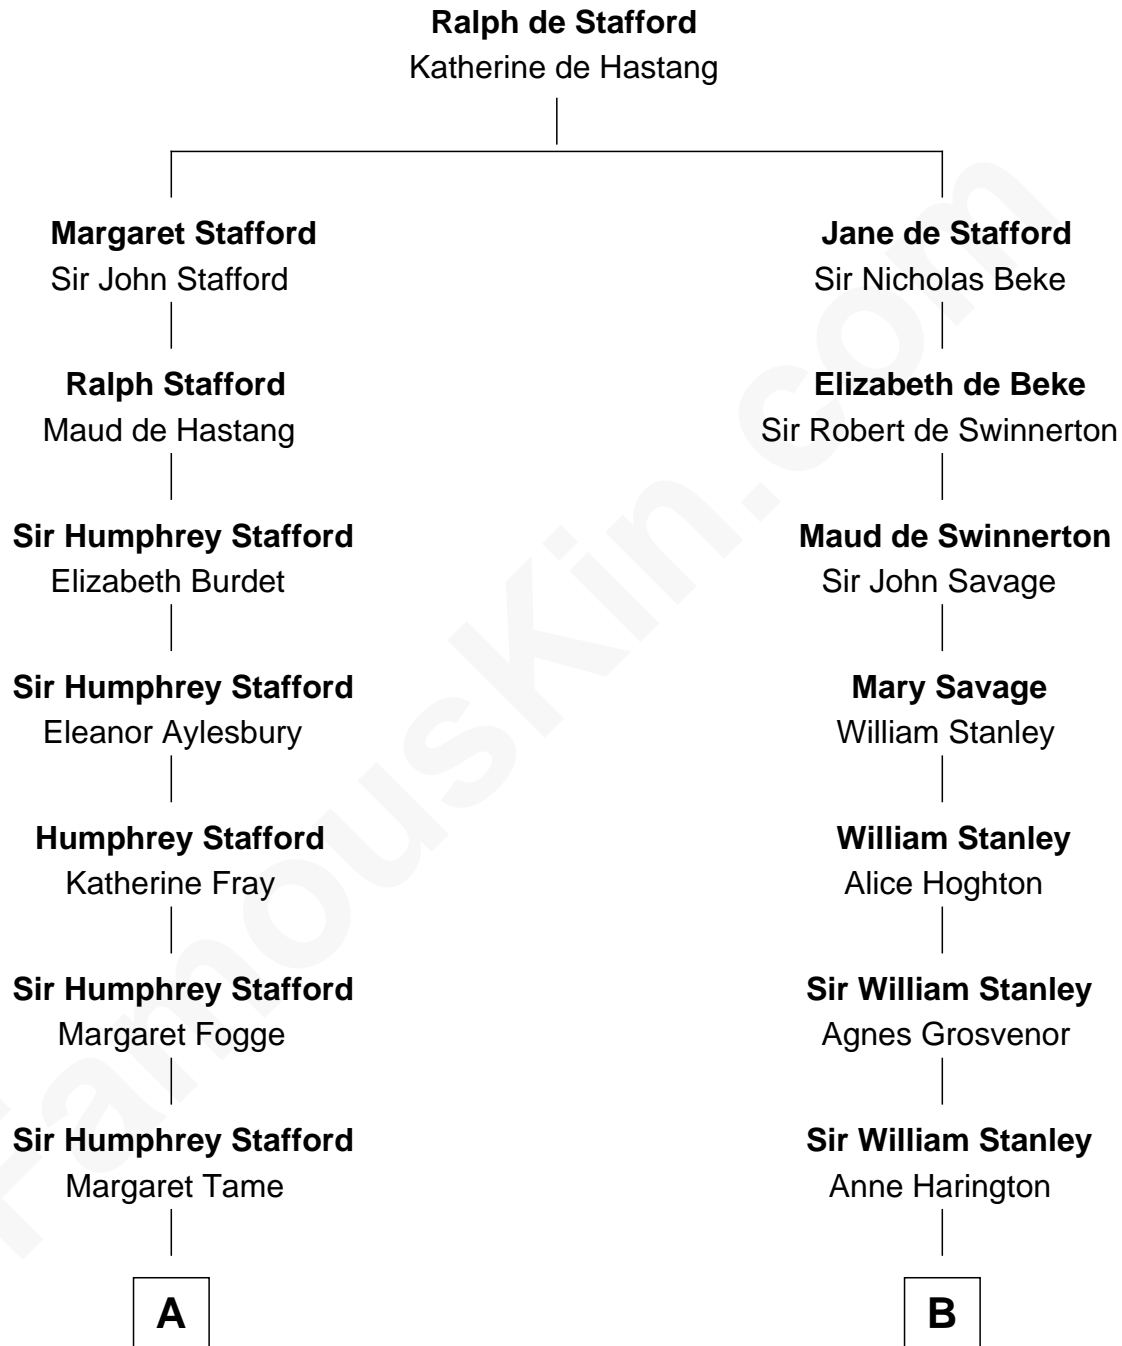 Ralph de Stafford
Katherine de Hastang
Margaret Stafford
Sir John Stafford
Jane de Stafford
Sir Nicholas Beke
Ralph Stafford
Maud de Hastang
Elizabeth de Beke
Sir Robert de Swinnerton
Sir Humphrey Stafford
Elizabeth Burdet
Maud de Swinnerton
Sir John Savage
Sir Humphrey Stafford
Eleanor Aylesbury
Mary Savage
William Stanley
Humphrey Stafford
Katherine Fray
William Stanley
Alice Hoghton
Sir Humphrey Stafford
Margaret Fogge
Sir William Stanley
Agnes Grosvenor
Sir Humphrey Stafford
Margaret Tame
Sir William Stanley
Anne Harington
A
B
FamousKin.com